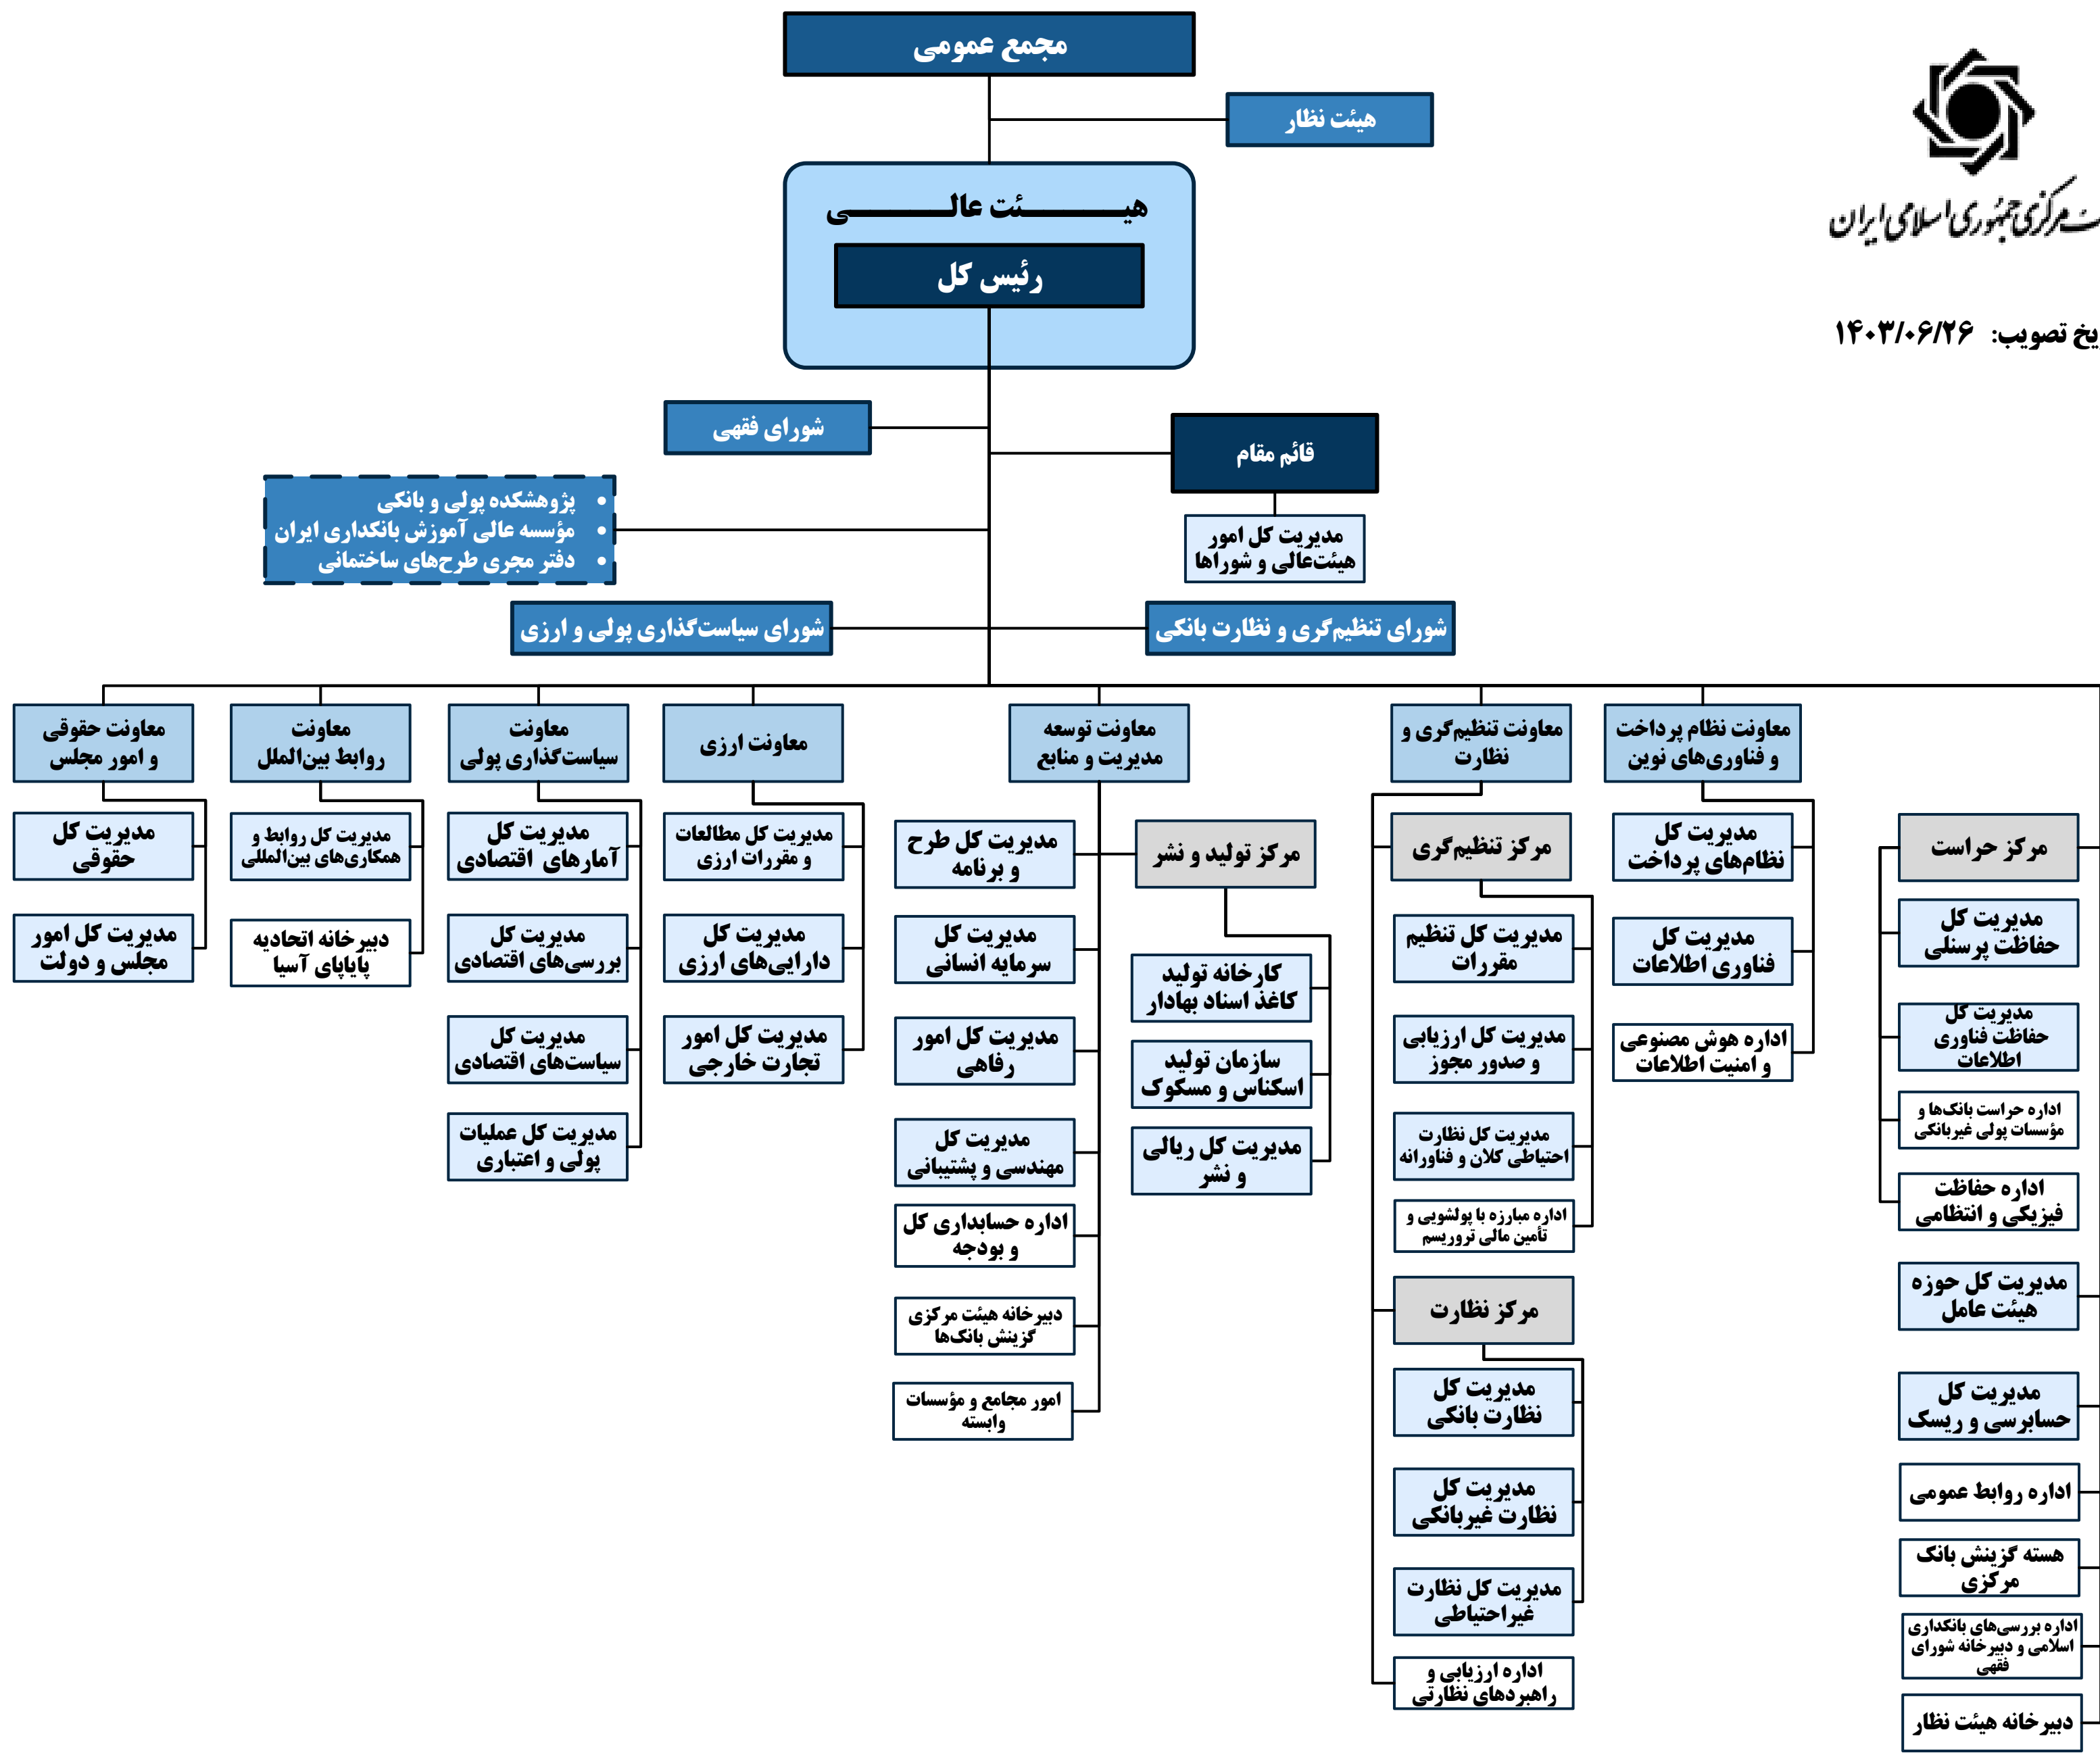 مجمع عمومی
هیئت نظار
هیـــــــئت عالـــــــی
رئیس کل
مرکزی جمهوری اسلامی ایران
یخ تصویب: ۱۴۰۳/۰۶/۲۶
شورای فقهی
قائم مقام
• پژوهشکده پولی و بانکی
• مؤسسه عالی آموزش بانکداری ایران
• دفتر مجری طرح‌های ساختمانی
مدیریت کل امور
هیئت‌عالی و شوراها
شورای تنظیم‌گری و نظارت بانکی
شورای سیاست‌گذاری پولی و ارزی
مرکز حراست
مدیریت کل
حفاظت پرسنلی
مدیریت کل
حفاظت فناوری
اطلاعات
اداره حراست بانک‌ها و
مؤسسات پولی غیربانکی
اداره حفاظت
فیزیکی و انتظامی
مدیریت کل حوزه
هیئت عامل
مدیریت کل
حسابرسی و ریسک
اداره روابط عمومی
هسته گزینش بانک
مرکزی
اداره بررسی‌های بانکداری
اسلامی و دبیرخانه شورای
فقهی
دبیرخانه هیئت نظار
معاونت نظام پرداخت
و فناوری‌های نوین
مدیریت کل
نظام‌های پرداخت
مدیریت کل
فناوری اطلاعات
اداره هوش مصنوعی
و امنیت اطلاعات
معاونت تنظیم‌گری و
نظارت
مرکز تنظیم‌گری
مدیریت کل تنظیم
مقررات
مدیریت کل ارزیابی
و صدور مجوز
مدیریت کل نظارت
احتیاطی کلان و فناورانه
اداره مبارزه با پولشویی و
تأمین مالی تروریسم
مرکز نظارت
مدیریت کل
نظارت بانکی
مدیریت کل
نظارت غیربانکی
مدیریت کل نظارت
غیراحتیاطی
اداره ارزیابی و
راهبردهای نظارتی
معاونت توسعه
مدیریت و منابع
مرکز تولید و نشر
کارخانه تولید
کاغذ اسناد بهادار
سازمان تولید
اسکناس و مسکوک
مدیریت کل ریالی
و نشر
مدیریت کل طرح
و برنامه
مدیریت کل
سرمایه انسانی
مدیریت کل امور
رفاهی
مدیریت کل
مهندسی و پشتیبانی
اداره حسابداری کل
و بودجه
دبیرخانه هیئت مرکزی
گزینش بانک‌ها
امور مجامع و مؤسسات
وابسته
معاونت ارزی
مدیریت کل مطالعات
و مقررات ارزی
مدیریت کل
دارایی‌های ارزی
مدیریت کل امور
تجارت خارجی
معاونت
سیاست‌گذاری پولی
مدیریت کل
آمارهای اقتصادی
مدیریت کل
بررسی‌های اقتصادی
مدیریت کل
سیاست‌های اقتصادی
مدیریت کل عملیات
پولی و اعتباری
معاونت
روابط بین‌الملل
مدیریت کل روابط و
همکاری‌های بین‌المللی
دبیرخانه اتحادیه
پایاپای آسیا
معاونت حقوقی
و امور مجلس
مدیریت کل
حقوقی
مدیریت کل امور
مجلس و دولت